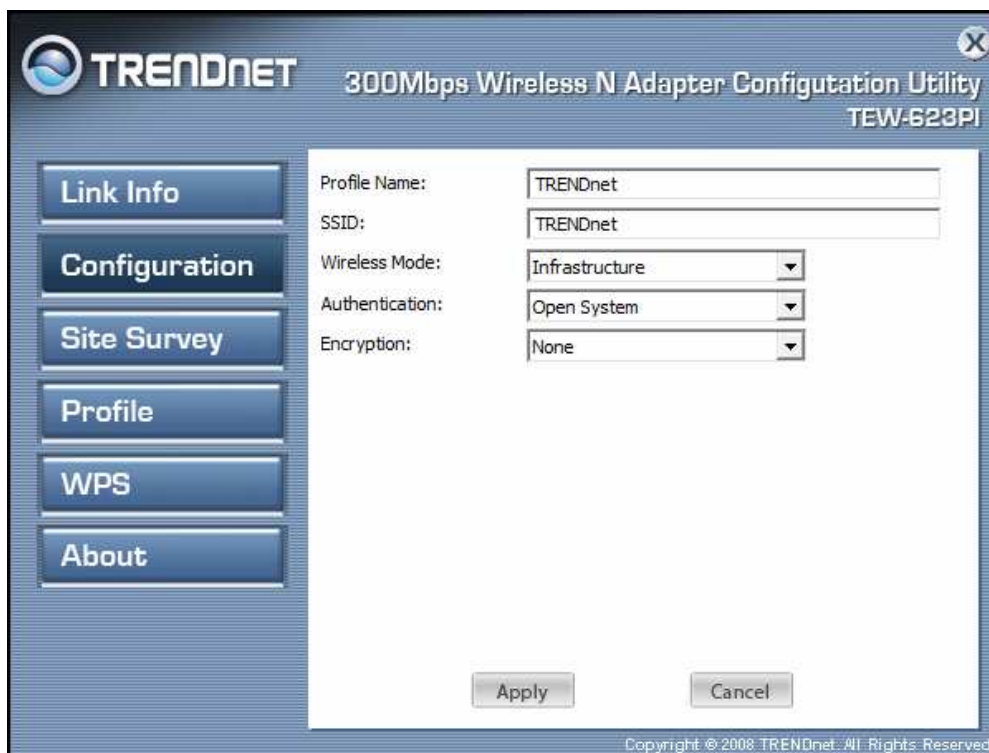 TRENDNET
300Mbps Wireless N Adapter Configutation Utility
TEW-623PI
Link Info
Configuration
Site Survey
Profile
WPS
About
Profile Name: TRENDnet
SSID: TRENDnet
Wireless Mode: Infrastructure
Authentication: Open System
Encryption: None
Apply Cancel
Copyright © 2008 TRENDnet. All Rights Reserved